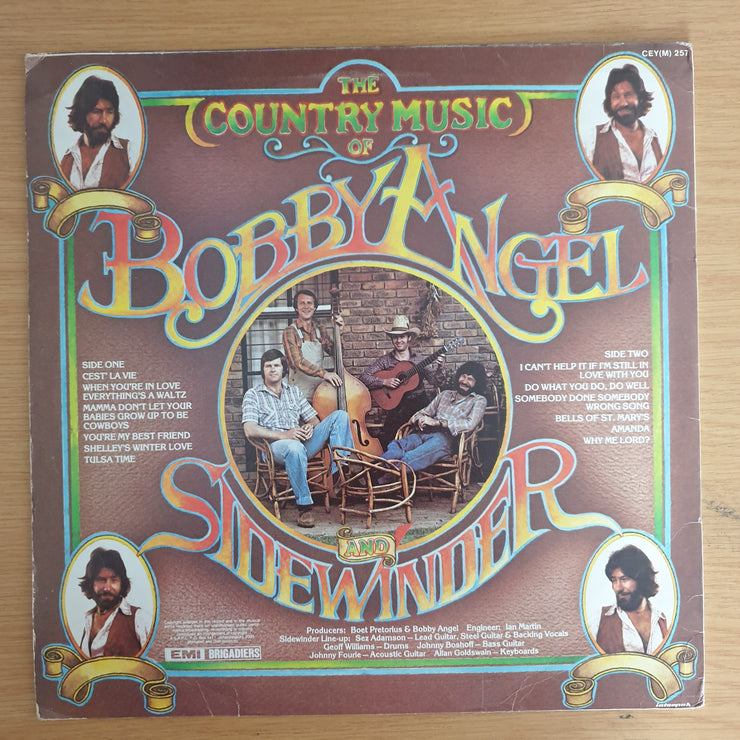 CEY(M) 257
THE
COUNTRY MUSIC
OF
BOBBY ANGEL
SIDE ONE
CEST' LA VIE
WHEN YOU'RE IN LOVE
EVERYTHING'S A WALTZ
MAMMA DON'T LET YOUR
BABIES GROW UP TO BE
COWBOYS
YOU'RE MY BEST FRIEND
SHELLEY'S WINTER LOVE
TULSA TIME
SIDE TWO
I CAN'T HELP IT IF I'M STILL IN
LOVE WITH YOU
DO WHAT YOU DO, DO WELL
SOMEBODY DONE SOMEBODY
WRONG SONG
BELLS OF ST. MARY'S
AMANDA
WHY ME LORD?
AND
SIDEWINDER
Producers: Boet Pretorius & Bobby Angel Engineer: Ian Martin
Sidewinder Line-up: Sez Adamson – Lead Guitar, Steel Guitar & Backing Vocals
Geoff Williams – Drums Johnny Boshoff – Bass Guitar
Johnny Fourie – Acoustic Guitar Allan Goldswain – Keyboards
EMI BRIGADIERS
interpak